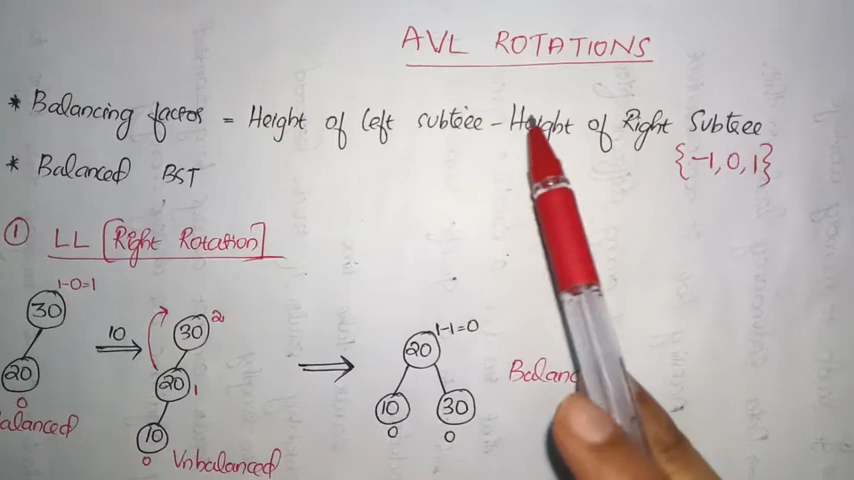 AVL ROTATIONS
* Balancing factor = Height of left subtree - Height of Right Subtree
{-1, 0, 1}
* Balanced BST
① LL [Right Rotation]
1-0=1
30
20
0
alanced
10
30 2
20 1
10
0
Unbalanced
1-1=0
20
10 30
0 0
Balanc